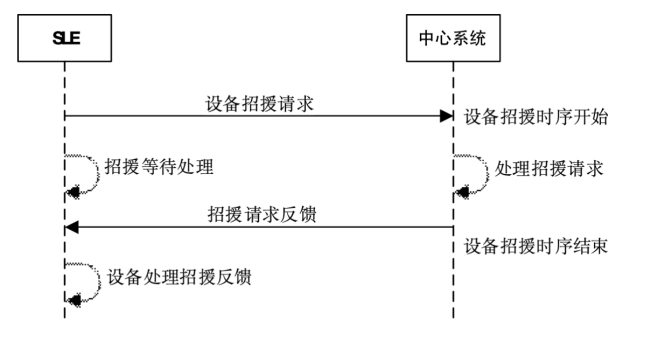 SLE
中心系统
设备招援请求
设备招援时序开始
招援等待处理
处理招援请求
招援请求反馈
设备招援时序结束
设备处理招援反馈